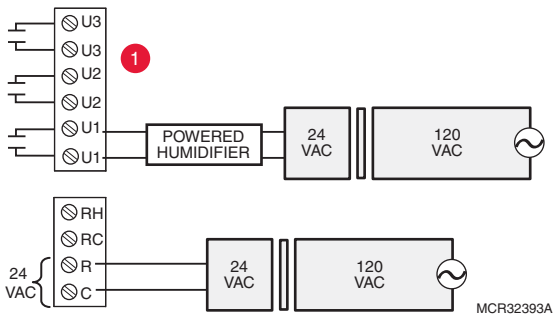 U3
U3
1
U2
U2
U1
U1
POWERED
HUMIDIFIER
24
VAC
120
VAC
RH
RC
R
C
24
VAC
24
VAC
120
VAC
MCR32393A